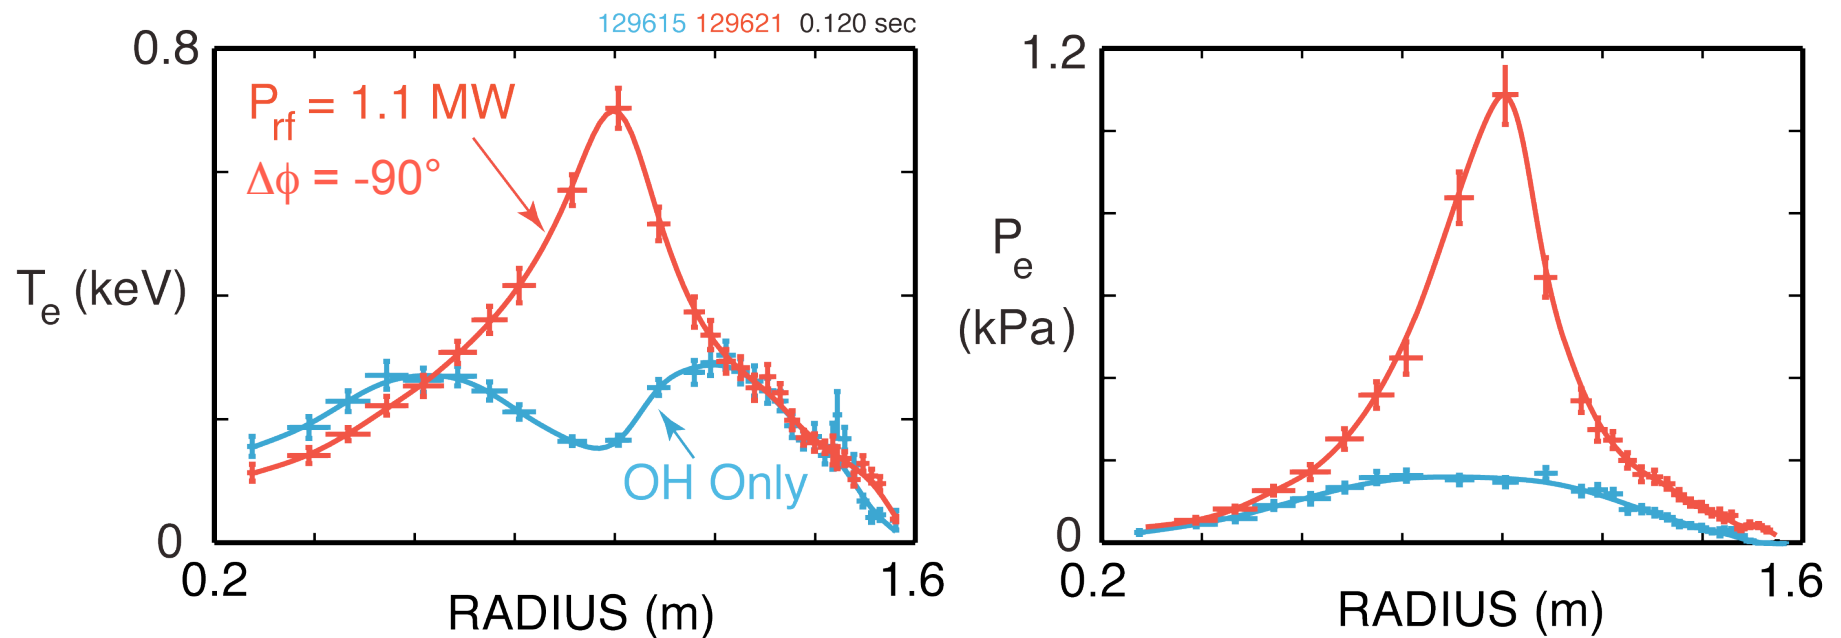 129615 129621 0.120 sec
0.8
P_rf = 1.1 MW
Δϕ = -90°
T_e (keV)
OH Only
0
0.2
1.6
RADIUS (m)
1.2
P_e
(kPa)
0
0.2
1.6
RADIUS (m)